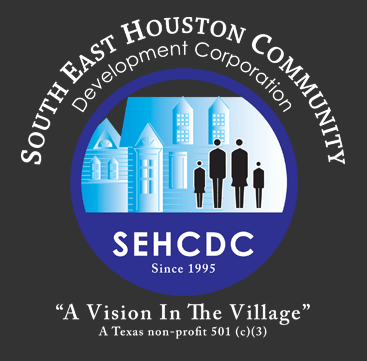 SOUTH EAST HOUSTON COMMUNITY
Development Corporation
SEHCDC
Since 1995
“A Vision In The Village”
A Texas non-profit 501 (c)(3)